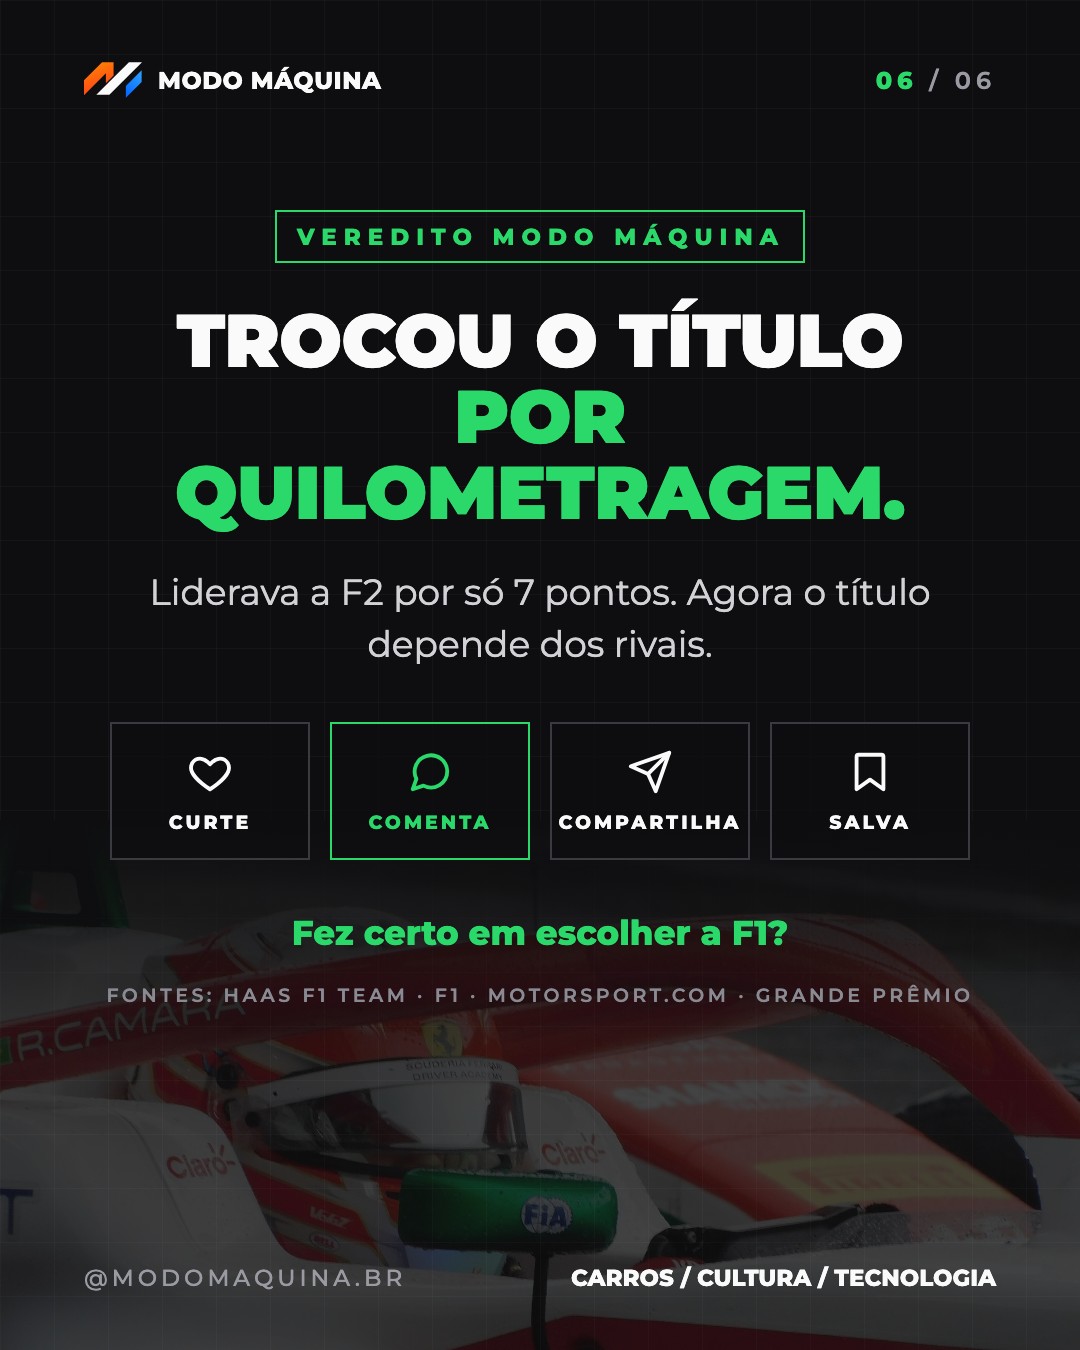 MODO MÁQUINA
06 / 06
VEREDITO MODO MÁQUINA
TROCOU O TÍTULO
POR
QUILOMETRAGEM.
Liderava a F2 por só 7 pontos. Agora o título
depende dos rivais.
CURTE
COMENTA
COMPARTILHA
SALVA
Fez certo em escolher a F1?
FONTES: HAAS F1 TEAM · F1 · MOTORSPORT.COM · GRANDE PRÊMIO
R.CAMARA
Claro-
Claro-
FIA
@MODOMAQUINA.BR
CARROS / CULTURA / TECNOLOGIA